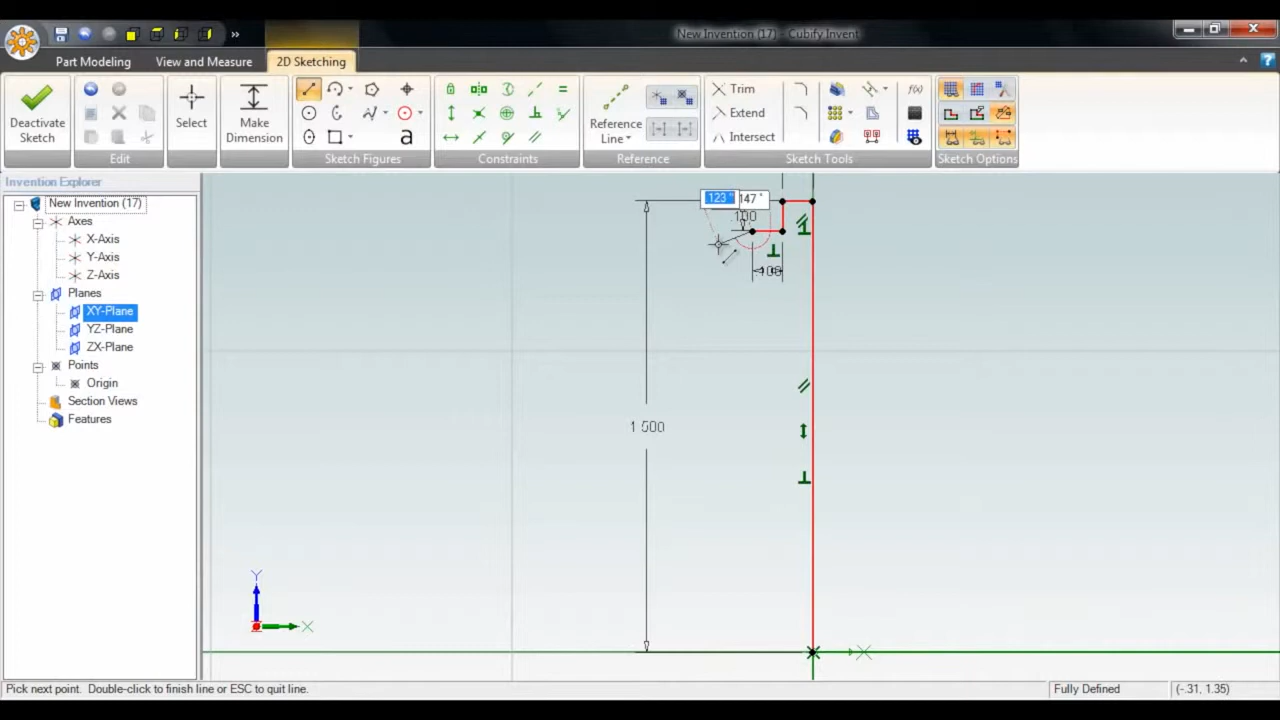 New Invention (17) - Cubify Invent
Part Modeling View and Measure 2D Sketching
Deactivate Sketch
Edit
Select
Make Dimension
a
Sketch Figures
Constraints
Reference Line
Reference
Trim
Extend
Intersect
f(x)
Sketch Tools
Sketch Options
Invention Explorer
New Invention (17)
Axes
X-Axis
Y-Axis
Z-Axis
Planes
XY-Plane
YZ-Plane
ZX-Plane
Points
Origin
Section Views
Features
.123 " 147 °
.100
.100
1.500
Y
X
X
Pick next point. Double-click to finish line or ESC to quit line.
Fully Defined
(-.31, 1.35)